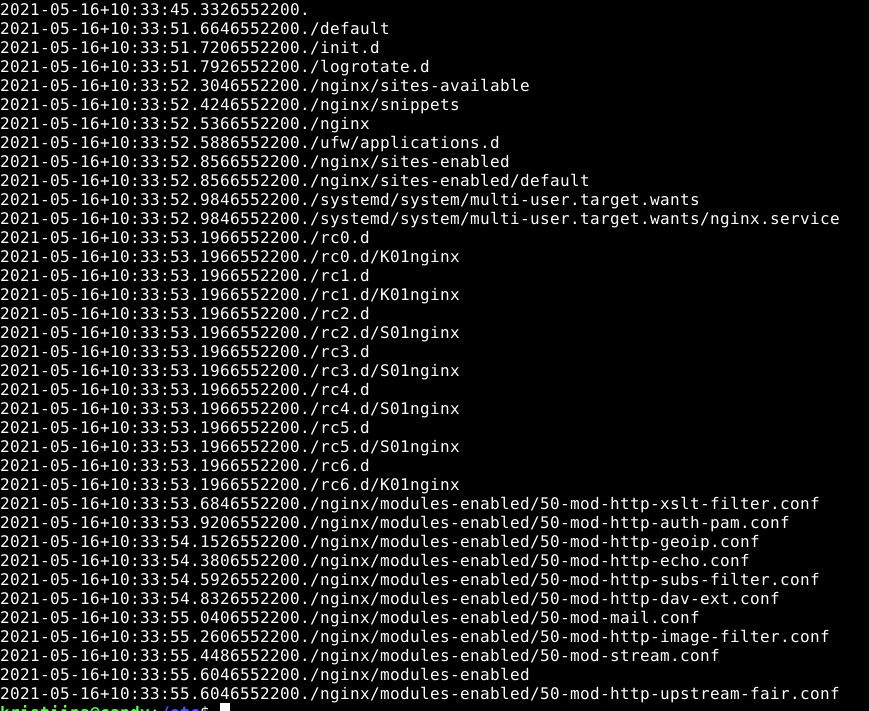 2021-05-16+10:33:45.3326552200.
2021-05-16+10:33:51.6646552200./default
2021-05-16+10:33:51.7206552200./init.d
2021-05-16+10:33:51.7926552200./logrotate.d
2021-05-16+10:33:52.3046552200./nginx/sites-available
2021-05-16+10:33:52.4246552200./nginx/snippets
2021-05-16+10:33:52.5366552200./nginx
2021-05-16+10:33:52.5886552200./ufw/applications.d
2021-05-16+10:33:52.8566552200./nginx/sites-enabled
2021-05-16+10:33:52.8566552200./nginx/sites-enabled/default
2021-05-16+10:33:52.9846552200./systemd/system/multi-user.target.wants
2021-05-16+10:33:52.9846552200./systemd/system/multi-user.target.wants/nginx.service
2021-05-16+10:33:53.1966552200./rc0.d
2021-05-16+10:33:53.1966552200./rc0.d/K01nginx
2021-05-16+10:33:53.1966552200./rc1.d
2021-05-16+10:33:53.1966552200./rc1.d/K01nginx
2021-05-16+10:33:53.1966552200./rc2.d
2021-05-16+10:33:53.1966552200./rc2.d/S01nginx
2021-05-16+10:33:53.1966552200./rc3.d
2021-05-16+10:33:53.1966552200./rc3.d/S01nginx
2021-05-16+10:33:53.1966552200./rc4.d
2021-05-16+10:33:53.1966552200./rc4.d/S01nginx
2021-05-16+10:33:53.1966552200./rc5.d
2021-05-16+10:33:53.1966552200./rc5.d/S01nginx
2021-05-16+10:33:53.1966552200./rc6.d
2021-05-16+10:33:53.1966552200./rc6.d/K01nginx
2021-05-16+10:33:53.6846552200./nginx/modules-enabled/50-mod-http-xslt-filter.conf
2021-05-16+10:33:53.9206552200./nginx/modules-enabled/50-mod-http-auth-pam.conf
2021-05-16+10:33:54.1526552200./nginx/modules-enabled/50-mod-http-geoip.conf
2021-05-16+10:33:54.3806552200./nginx/modules-enabled/50-mod-http-echo.conf
2021-05-16+10:33:54.5926552200./nginx/modules-enabled/50-mod-http-subs-filter.conf
2021-05-16+10:33:54.8326552200./nginx/modules-enabled/50-mod-http-dav-ext.conf
2021-05-16+10:33:55.0406552200./nginx/modules-enabled/50-mod-mail.conf
2021-05-16+10:33:55.2606552200./nginx/modules-enabled/50-mod-http-image-filter.conf
2021-05-16+10:33:55.4486552200./nginx/modules-enabled/50-mod-stream.conf
2021-05-16+10:33:55.6046552200./nginx/modules-enabled
2021-05-16+10:33:55.6046552200./nginx/modules-enabled/50-mod-http-upstream-fair.conf